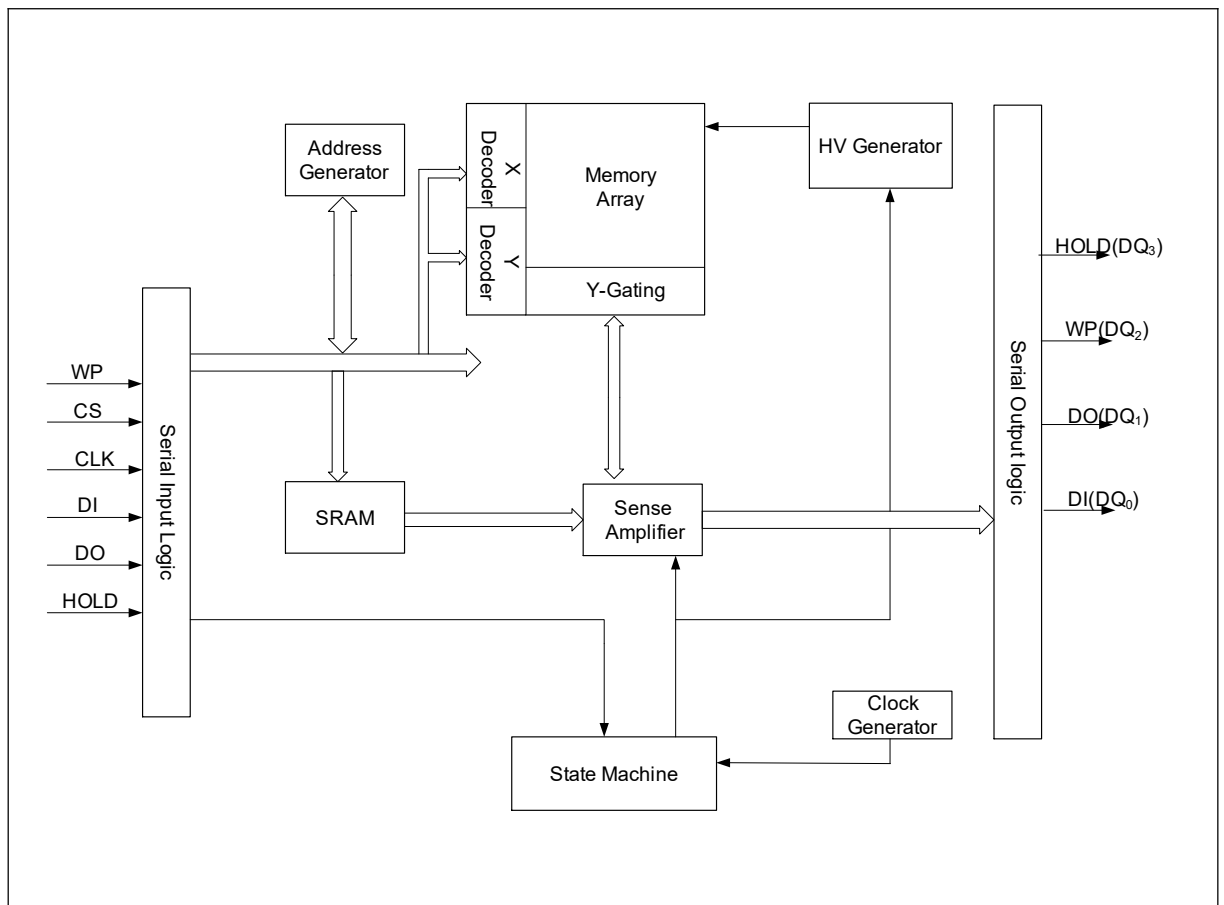 Address
Generator
X
Decoder
Y
Decoder
Memory
Array
Y-Gating
HV Generator
WP
CS
CLK
DI
DO
HOLD
Serial Input Logic
SRAM
Sense
Amplifier
Serial Output logic
HOLD(DQ₃)
WP(DQ₂)
DO(DQ₁)
DI(DQ₀)
State Machine
Clock
Generator